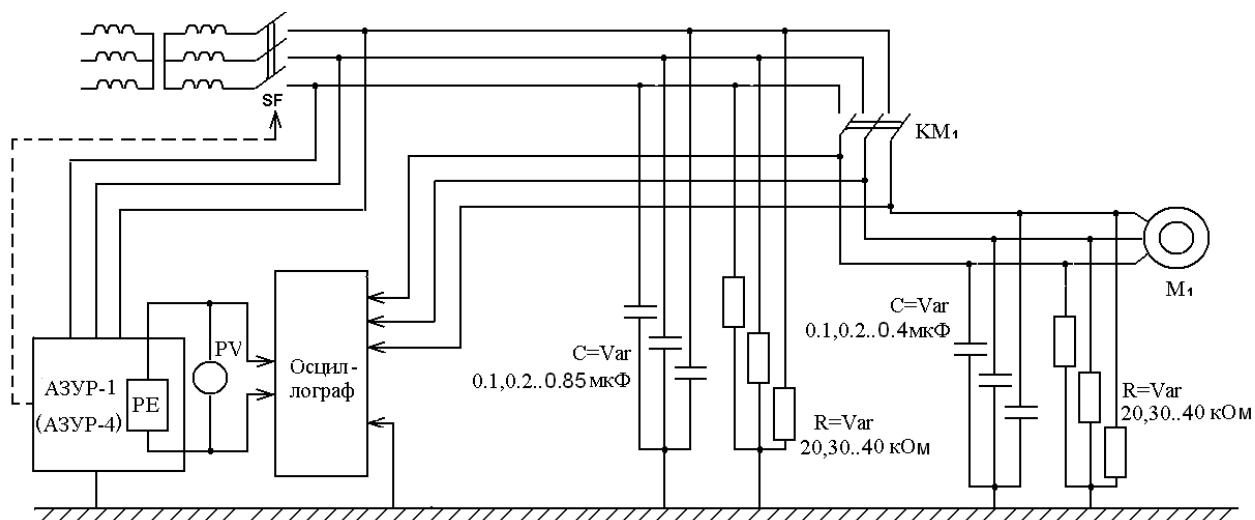 SF
KM₁
M₁
C=Var
0.1,0.2..0.4мкФ
PV
Осцил-
лограф
C=Var
0.1,0.2..0.85мкФ
АЗУР-1
(АЗУР-4)
РЕ
R=Var
20,30..40 кОм
R=Var
20,30..40 кОм